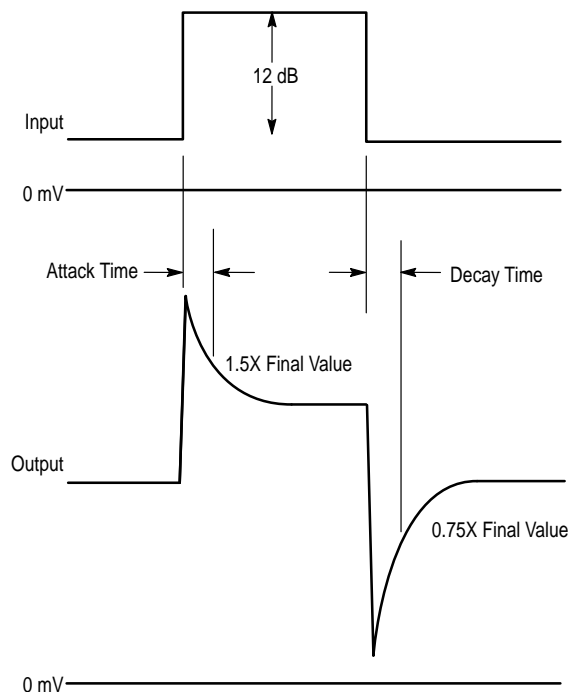 12 dB
Input
0 mV
Attack Time
Decay Time
1.5X Final Value
Output
0.75X Final Value
0 mV